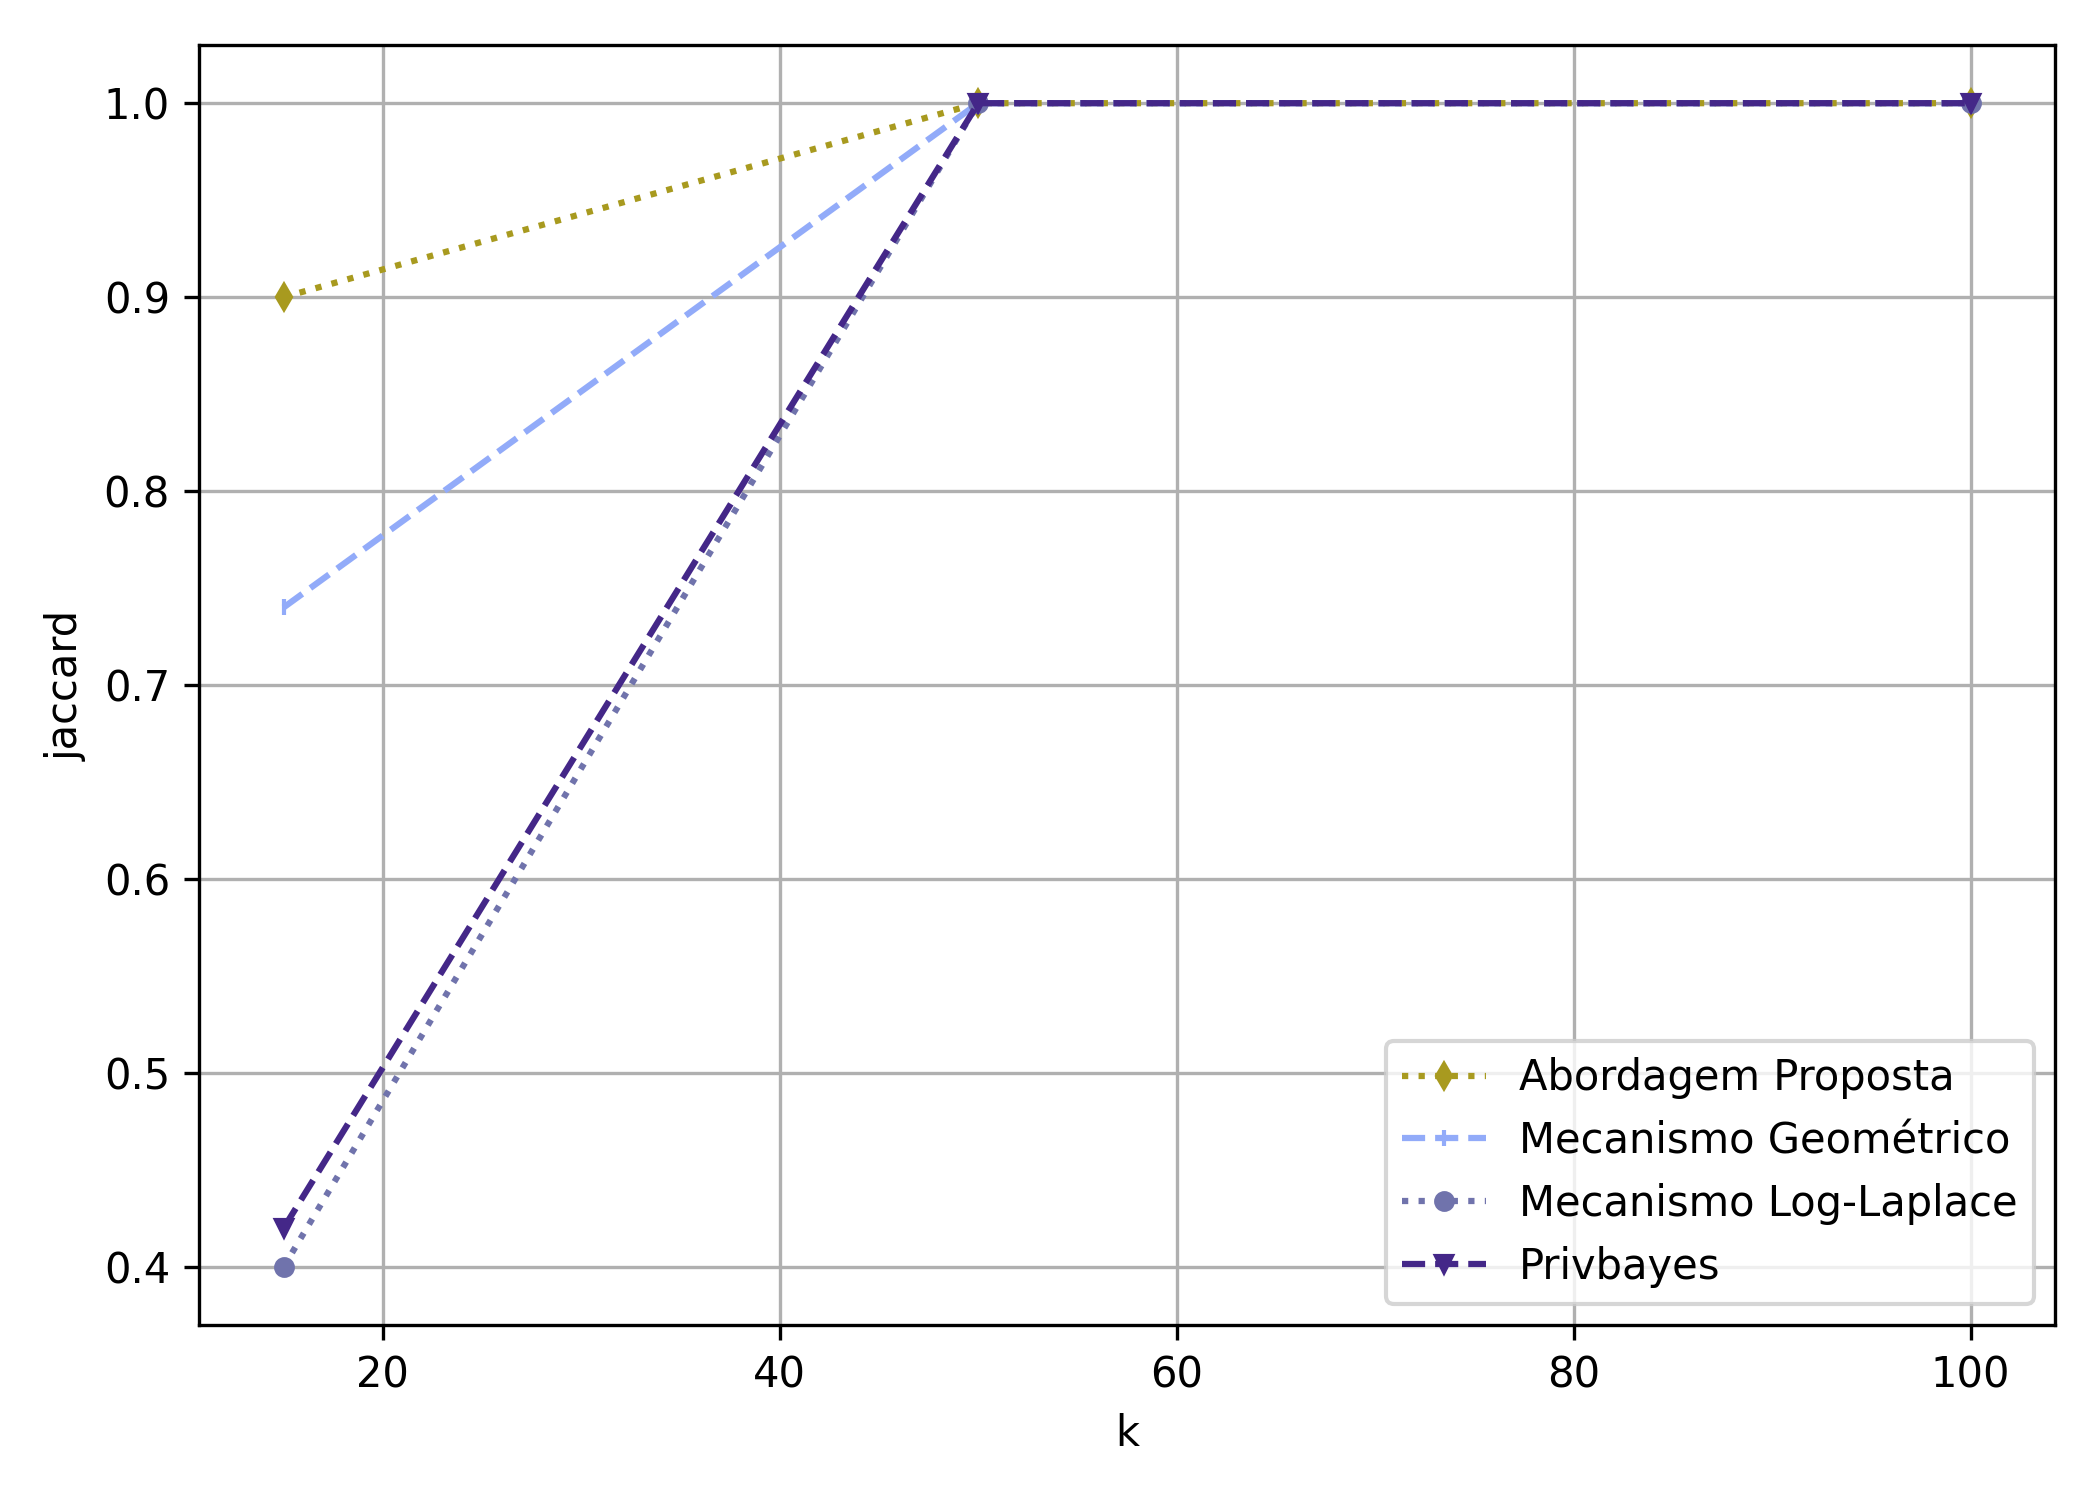 1.0
0.9
0.8
0.7
0.6
0.5
0.4
jaccard
20 40 60 80 100
k
Abordagem Proposta
Mecanismo Geométrico
Mecanismo Log-Laplace
Privbayes